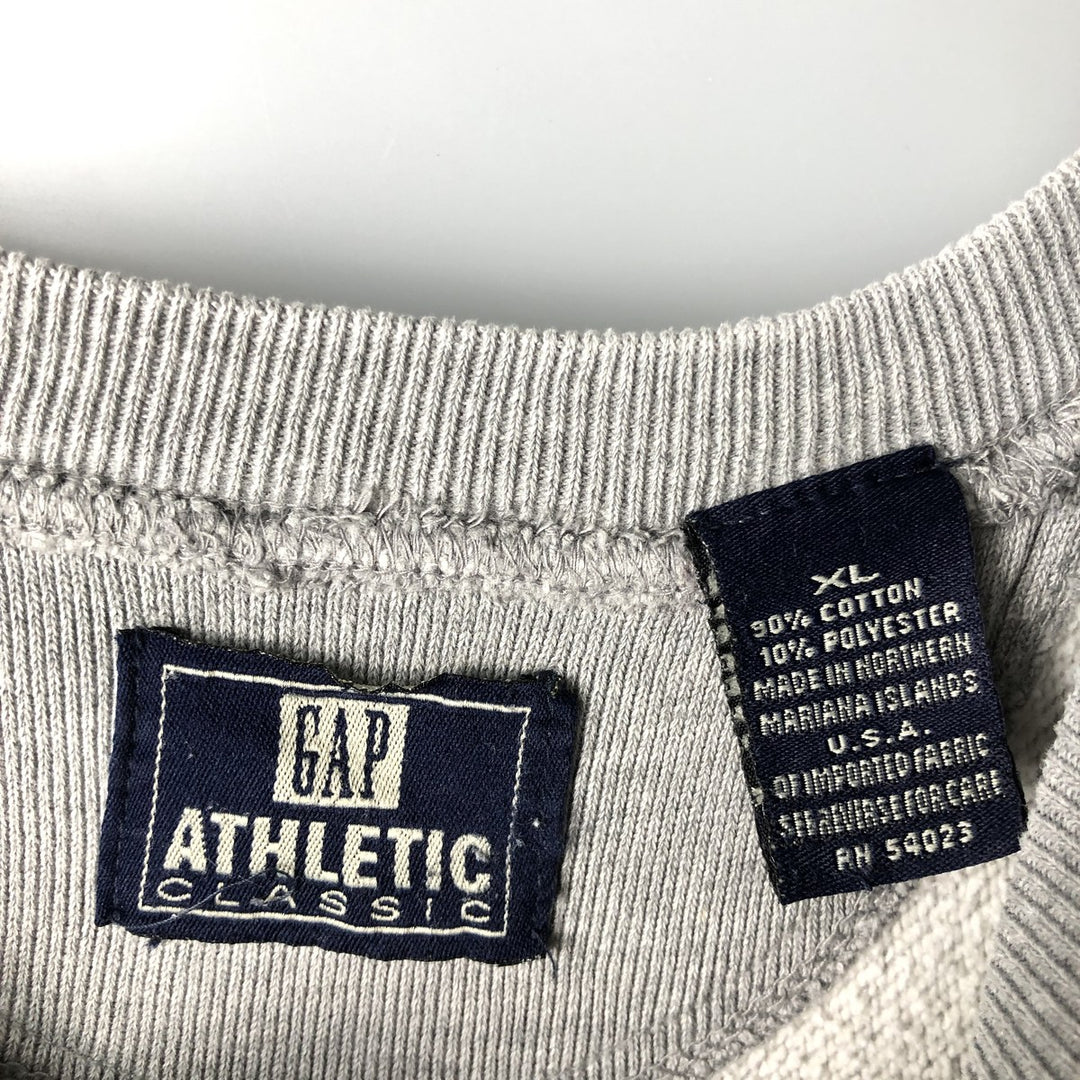 GAP
ATHLETIC
CLASSIC
XL
90% COTTON
10% POLYESTER
MADE IN NORTHERN
MARIANA ISLANDS
U.S.A.
OF IMPORTED FABRIC
SEE REVERSE FOR CARE
RN 54023